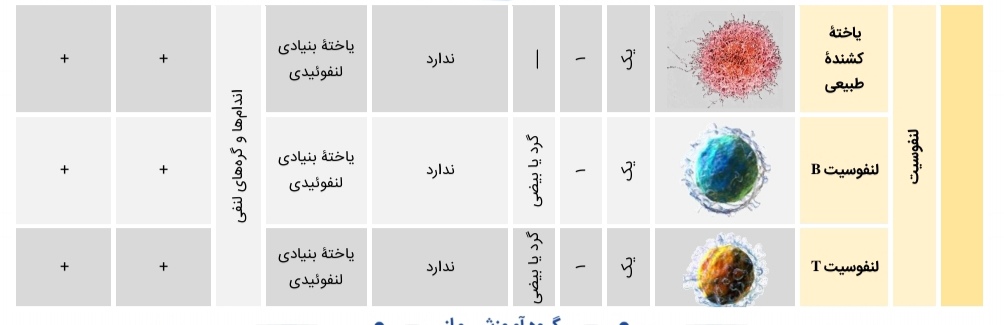 لنفوسیت
یاختهٔ
کشندهٔ
طبیعی
یک
۱
—
ندارد
یاختهٔ بنیادی
لنفوئیدی
اندام‌ها و گره‌های لنفی
+
+
لنفوسیت B
یک
۱
گرد یا بیضی
ندارد
یاختهٔ بنیادی
لنفوئیدی
+
+
لنفوسیت T
یک
۱
گرد یا بیضی
ندارد
یاختهٔ بنیادی
لنفوئیدی
+
+